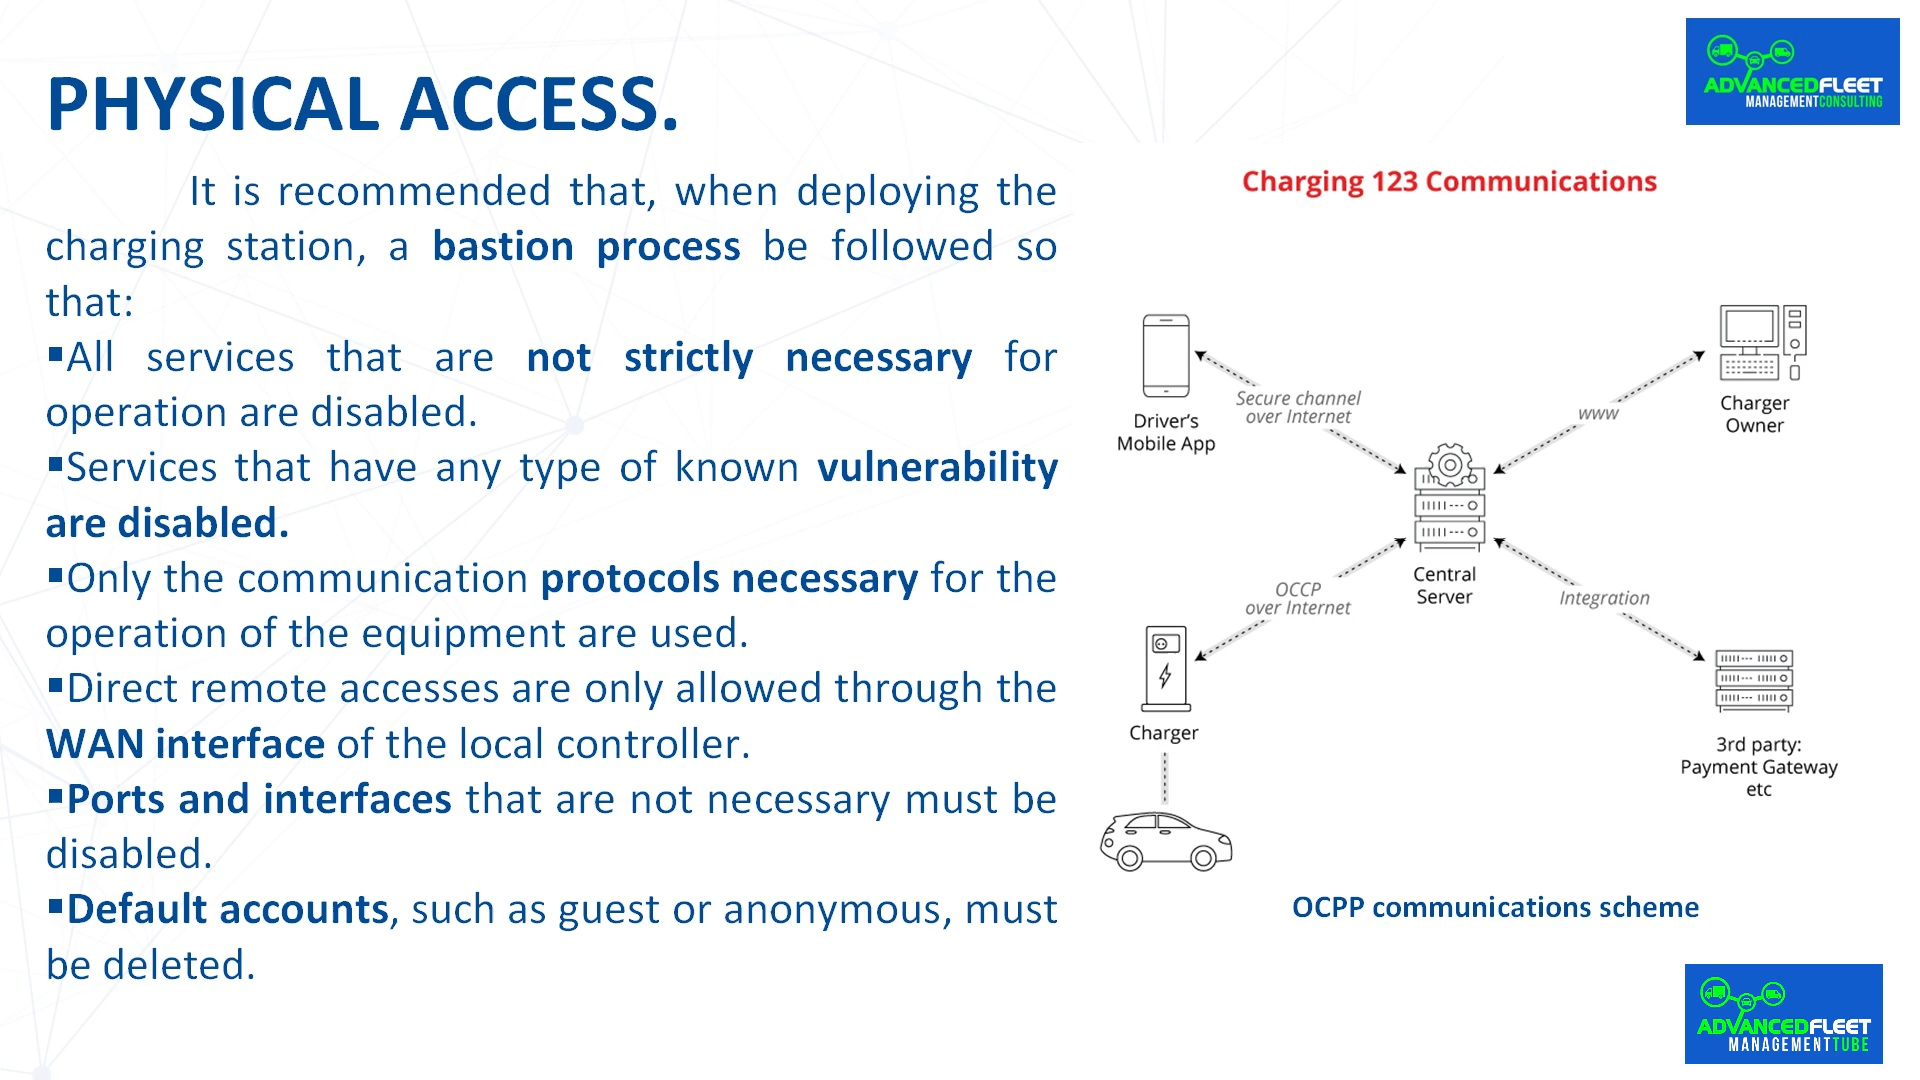 PHYSICAL ACCESS.
It is recommended that, when deploying the
charging station, a bastion process be followed so
that:
▪All services that are not strictly necessary for
operation are disabled.
▪Services that have any type of known vulnerability
are disabled.
▪Only the communication protocols necessary for the
operation of the equipment are used.
▪Direct remote accesses are only allowed through the
WAN interface of the local controller.
▪Ports and interfaces that are not necessary must be
disabled.
▪Default accounts, such as guest or anonymous, must
be deleted.
ADVANCEDFLEET
MANAGEMENTCONSULTING
Charging 123 Communications
Driver's
Mobile App
Secure channel
over Internet
www
Charger
Owner
Central
Server
OCCP
over Internet
Integration
Charger
3rd party:
Payment Gateway
etc
OCPP communications scheme
ADVANCEDFLEET
MANAGEMENTTUBE